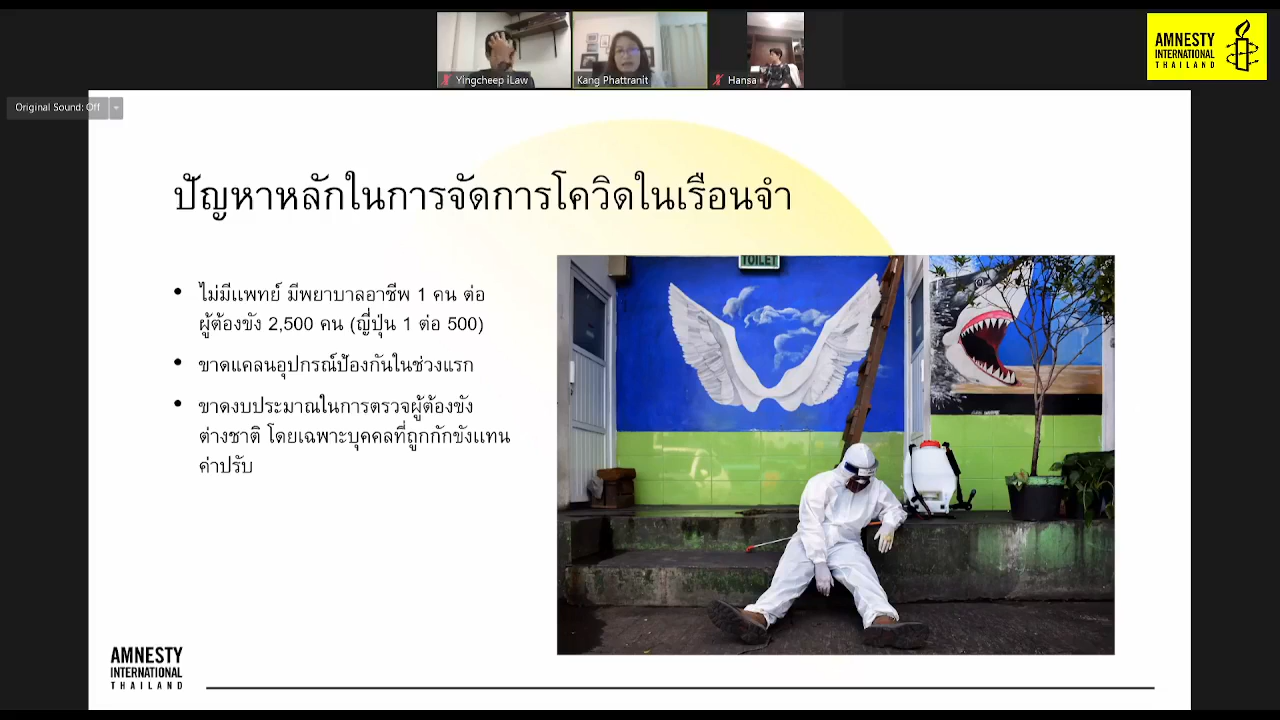 Yingcheep iLaw
Kang Phattranit
Hansa
AMNESTY
INTERNATIONAL
THAILAND
Original Sound: Off
ปัญหาหลักในการจัดการโควิดในเรือนจำ
• ไม่มีแพทย์ มีพยาบาลอาชีพ 1 คน ต่อ
ผู้ต้องขัง 2,500 คน (ญี่ปุ่น 1 ต่อ 500)
• ขาดแคลนอุปกรณ์ป้องกันในช่วงแรก
• ขาดงบประมาณในการตรวจผู้ต้องขัง
ต่างชาติ โดยเฉพาะบุคคลที่ถูกกักขังแทน
ค่าปรับ
TOILET
AMNESTY
INTERNATIONAL
THAILAND